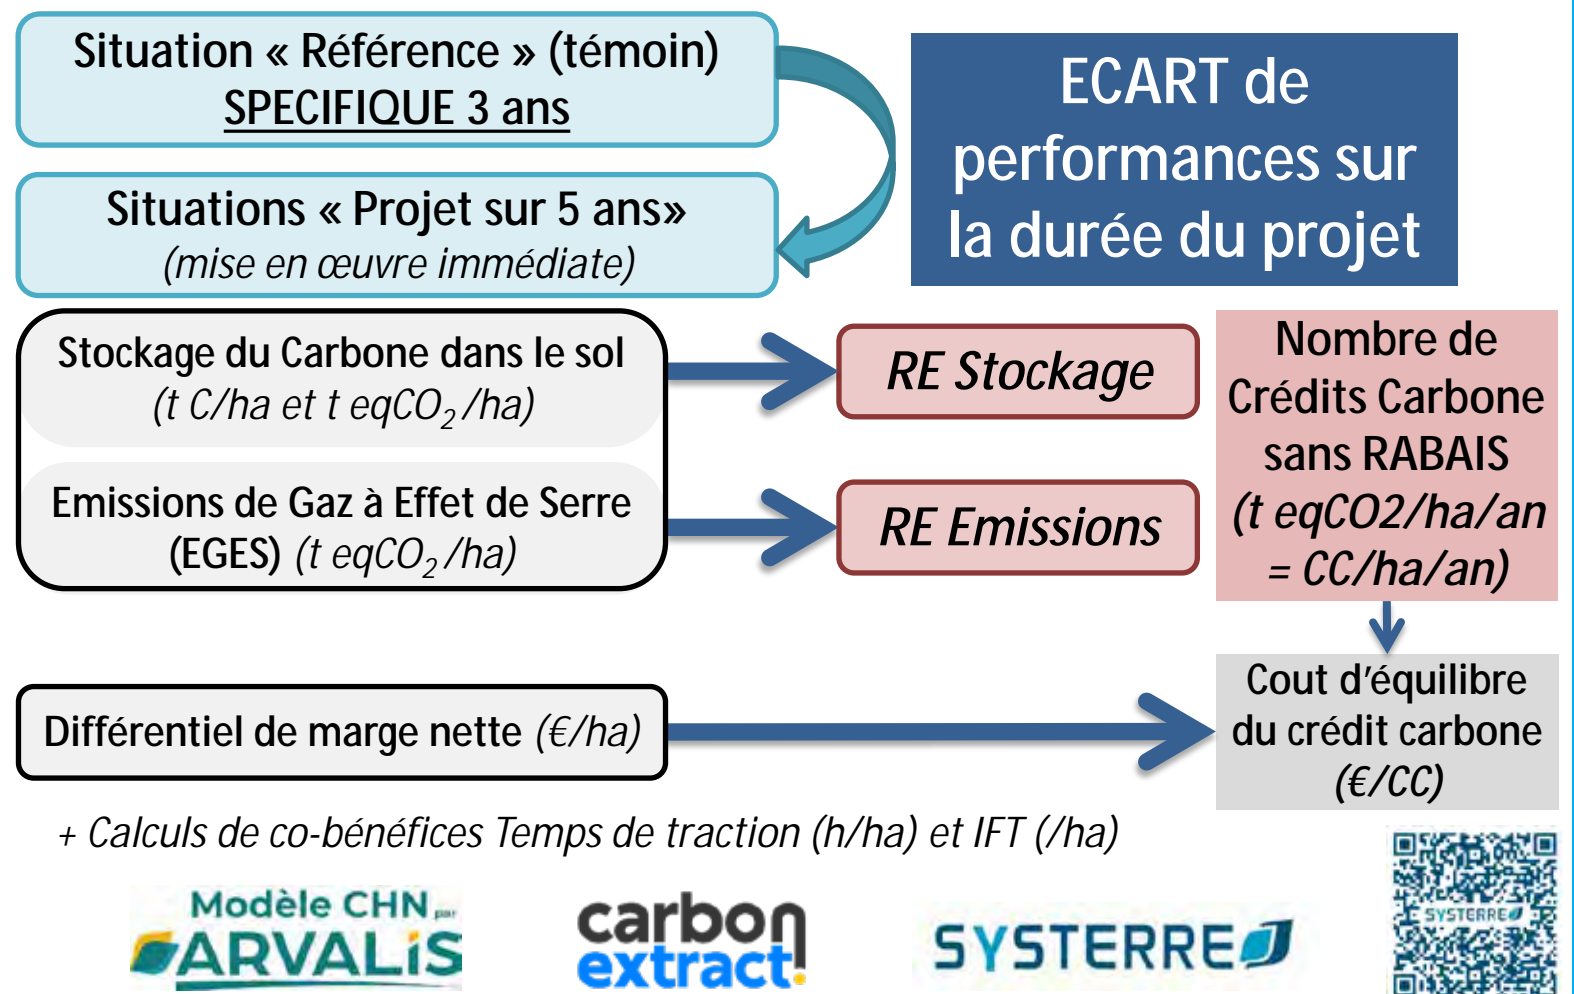 Situation « Référence » (témoin)
SPECIFIQUE 3 ans
ECART de
performances sur
la durée du projet
Situations « Projet sur 5 ans»
(mise en œuvre immédiate)
Stockage du Carbone dans le sol
(t C/ha et t eqCO₂/ha)
RE Stockage
Emissions de Gaz à Effet de Serre
(EGES) (t eqCO₂/ha)
RE Emissions
Nombre de
Crédits Carbone
sans RABAIS
(t eqCO2/ha/an
= CC/ha/an)
Différentiel de marge nette (€/ha)
Cout d’équilibre
du crédit carbone
(€/CC)
+ Calculs de co-bénéfices Temps de traction (h/ha) et IFT (/ha)
Modèle CHN par
ARVALiS
carbon
extract!
SYSTERRE
SYSTERRE